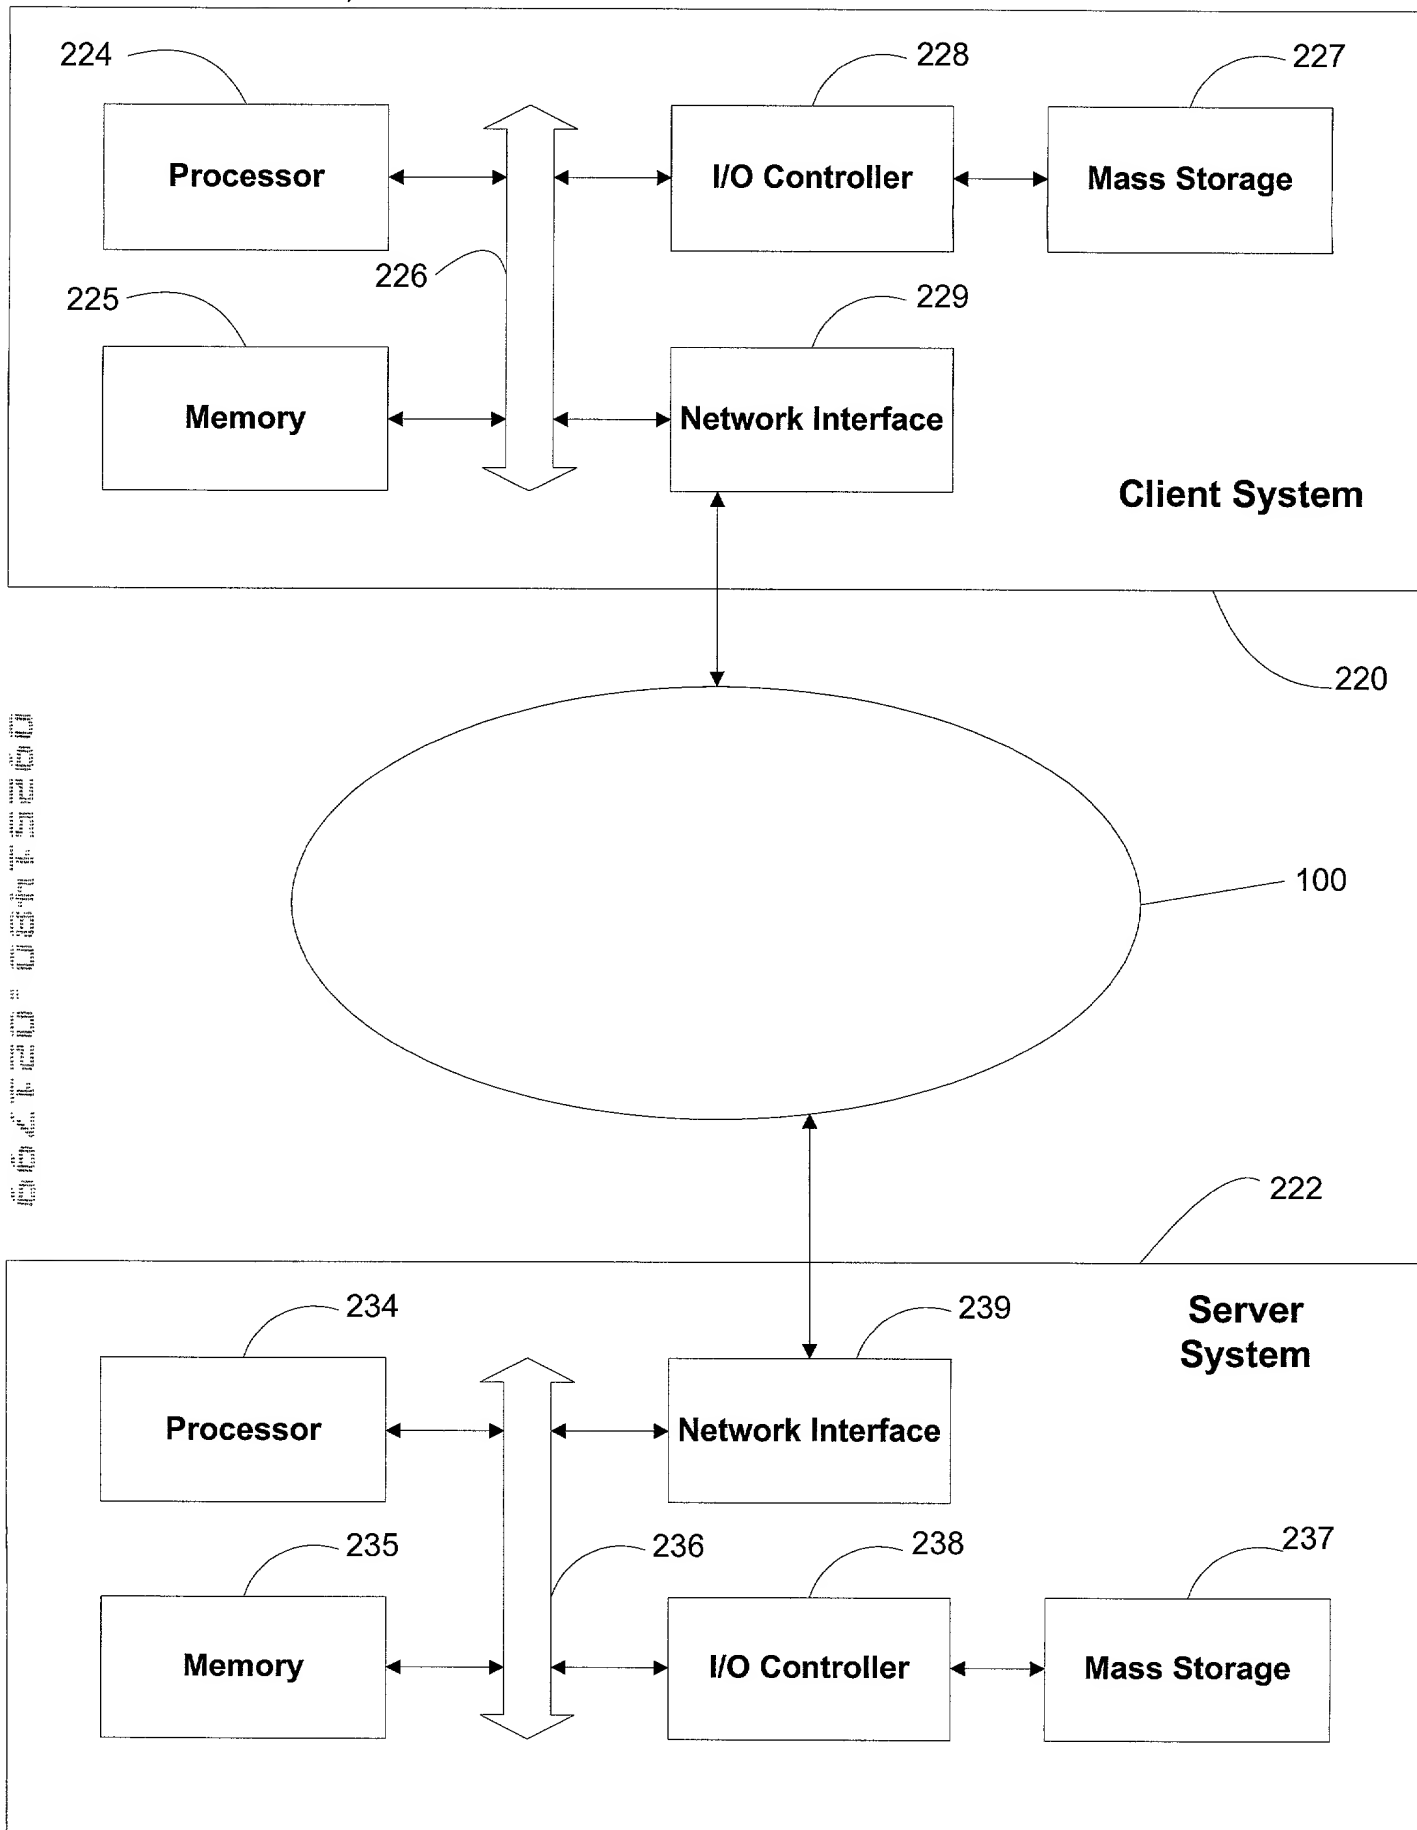 224
228
227
Processor
I/O Controller
Mass Storage
226
225
229
Memory
Network Interface
Client System
220
100
222
234
239
Server
System
Processor
Network Interface
235
236
238
237
Memory
I/O Controller
Mass Storage